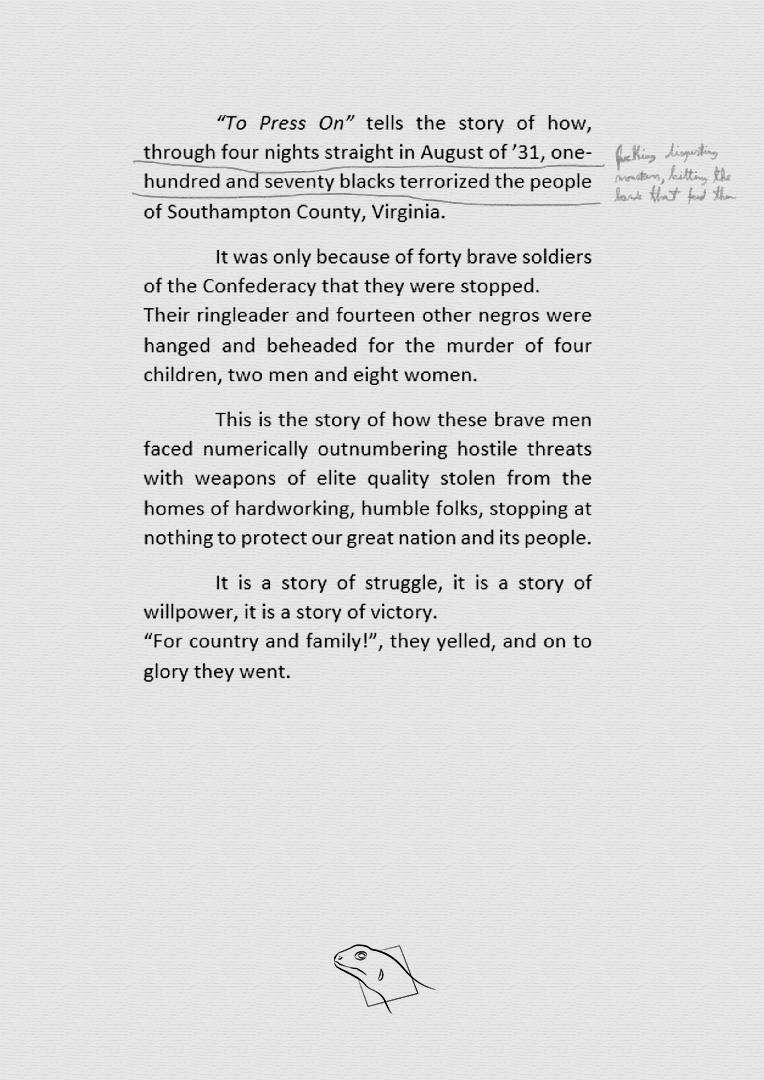 “To Press On” tells the story of how,
through four nights straight in August of ’31, one-
hundred and seventy blacks terrorized the people
of Southampton County, Virginia.
fucking disgusting
monsters, bitting the
hands that feed them
It was only because of forty brave soldiers
of the Confederacy that they were stopped.
Their ringleader and fourteen other negros were
hanged and beheaded for the murder of four
children, two men and eight women.
This is the story of how these brave men
faced numerically outnumbering hostile threats
with weapons of elite quality stolen from the
homes of hardworking, humble folks, stopping at
nothing to protect our great nation and its people.
It is a story of struggle, it is a story of
willpower, it is a story of victory.
“For country and family!”, they yelled, and on to
glory they went.